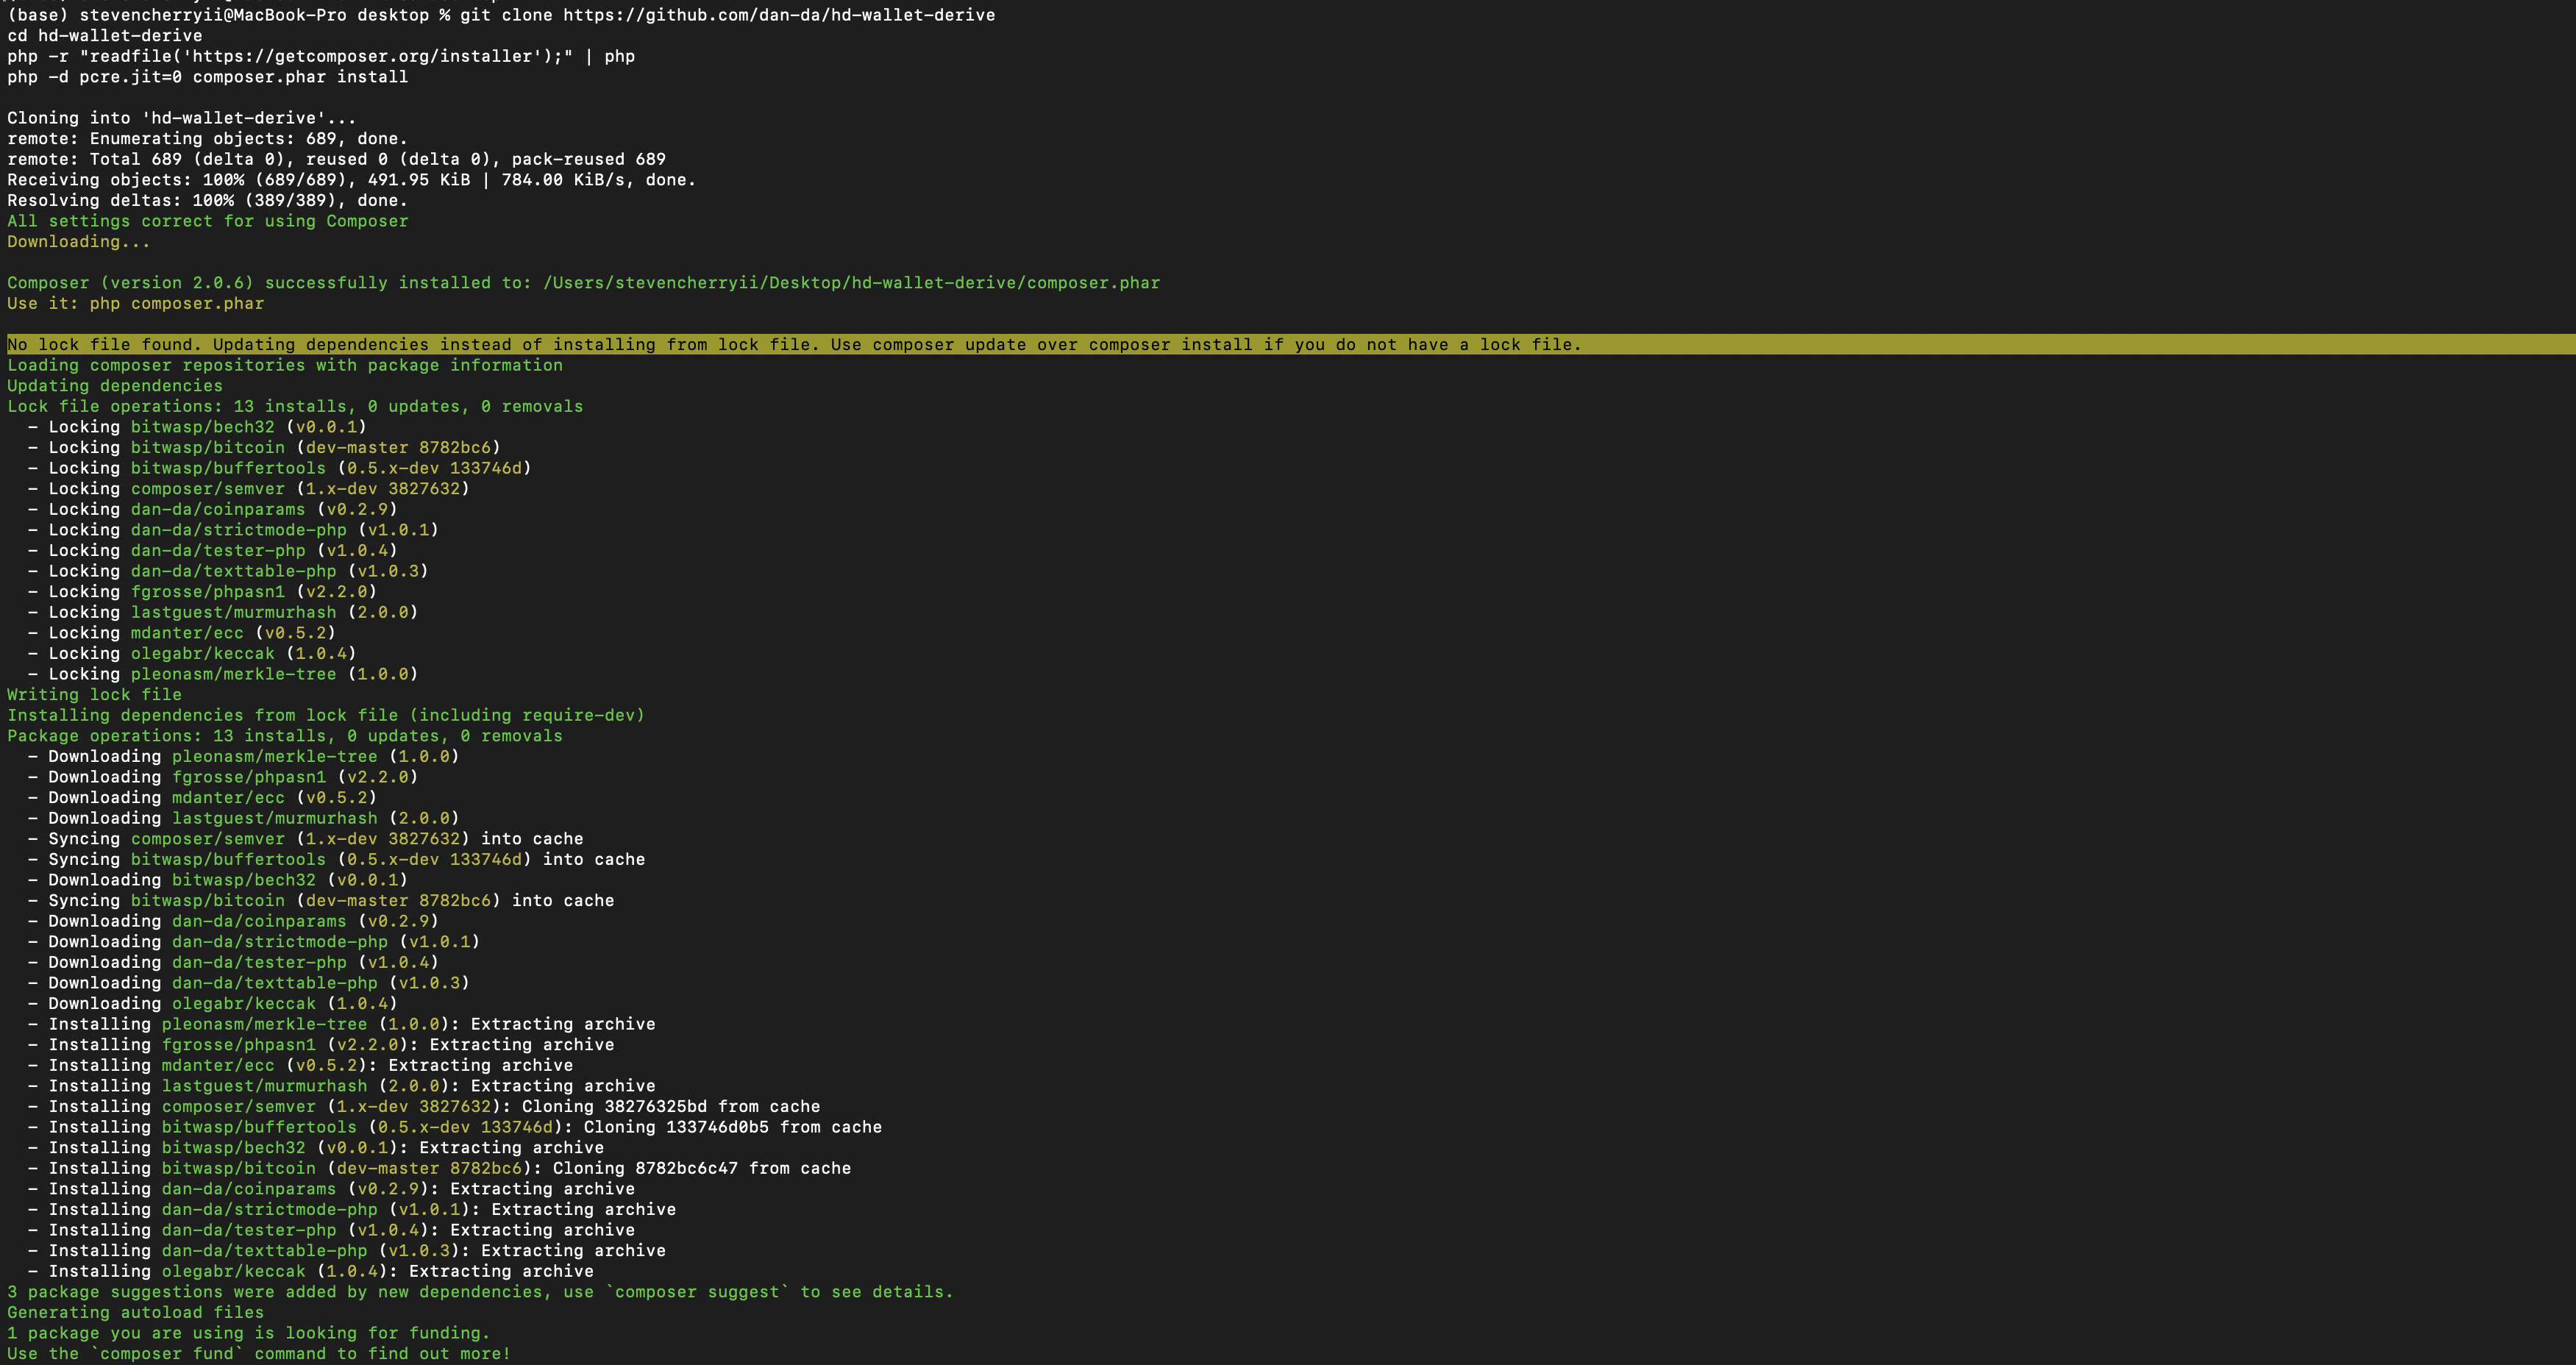 (base) stevencherryii@MacBook-Pro desktop % git clone https://github.com/dan-da/hd-wallet-derive
cd hd-wallet-derive
php -r "readfile('https://getcomposer.org/installer');" | php
php -d pcre.jit=0 composer.phar install
Cloning into 'hd-wallet-derive'...
remote: Enumerating objects: 689, done.
remote: Total 689 (delta 0), reused 0 (delta 0), pack-reused 689
Receiving objects: 100% (689/689), 491.95 KiB | 784.00 KiB/s, done.
Resolving deltas: 100% (389/389), done.
All settings correct for using Composer
Downloading...
Composer (version 2.0.6) successfully installed to: /Users/stevencherryii/Desktop/hd-wallet-derive/composer.phar
Use it: php composer.phar
No lock file found. Updating dependencies instead of installing from lock file. Use composer update over composer install if you do not have a lock file.
Loading composer repositories with package information
Updating dependencies
Lock file operations: 13 installs, 0 updates, 0 removals
  - Locking bitwasp/bech32 (v0.0.1)
  - Locking bitwasp/bitcoin (dev-master 8782bc6)
  - Locking bitwasp/buffertools (0.5.x-dev 133746d)
  - Locking composer/semver (1.x-dev 3827632)
  - Locking dan-da/coinparams (v0.2.9)
  - Locking dan-da/strictmode-php (v1.0.1)
  - Locking dan-da/tester-php (v1.0.4)
  - Locking dan-da/texttable-php (v1.0.3)
  - Locking fgrosse/phpasn1 (v2.2.0)
  - Locking lastguest/murmurhash (2.0.0)
  - Locking mdanter/ecc (v0.5.2)
  - Locking olegabr/keccak (1.0.4)
  - Locking pleonasm/merkle-tree (1.0.0)
Writing lock file
Installing dependencies from lock file (including require-dev)
Package operations: 13 installs, 0 updates, 0 removals
  - Downloading pleonasm/merkle-tree (1.0.0)
  - Downloading fgrosse/phpasn1 (v2.2.0)
  - Downloading mdanter/ecc (v0.5.2)
  - Downloading lastguest/murmurhash (2.0.0)
  - Syncing composer/semver (1.x-dev 3827632) into cache
  - Syncing bitwasp/buffertools (0.5.x-dev 133746d) into cache
  - Downloading bitwasp/bech32 (v0.0.1)
  - Syncing bitwasp/bitcoin (dev-master 8782bc6) into cache
  - Downloading dan-da/coinparams (v0.2.9)
  - Downloading dan-da/strictmode-php (v1.0.1)
  - Downloading dan-da/tester-php (v1.0.4)
  - Downloading dan-da/texttable-php (v1.0.3)
  - Downloading olegabr/keccak (1.0.4)
  - Installing pleonasm/merkle-tree (1.0.0): Extracting archive
  - Installing fgrosse/phpasn1 (v2.2.0): Extracting archive
  - Installing mdanter/ecc (v0.5.2): Extracting archive
  - Installing lastguest/murmurhash (2.0.0): Extracting archive
  - Installing composer/semver (1.x-dev 3827632): Cloning 38276325bd from cache
  - Installing bitwasp/buffertools (0.5.x-dev 133746d): Cloning 133746d0b5 from cache
  - Installing bitwasp/bech32 (v0.0.1): Extracting archive
  - Installing bitwasp/bitcoin (dev-master 8782bc6): Cloning 8782bc6c47 from cache
  - Installing dan-da/coinparams (v0.2.9): Extracting archive
  - Installing dan-da/strictmode-php (v1.0.1): Extracting archive
  - Installing dan-da/tester-php (v1.0.4): Extracting archive
  - Installing dan-da/texttable-php (v1.0.3): Extracting archive
  - Installing olegabr/keccak (1.0.4): Extracting archive
3 package suggestions were added by new dependencies, use `composer suggest` to see details.
Generating autoload files
1 package you are using is looking for funding.
Use the `composer fund` command to find out more!